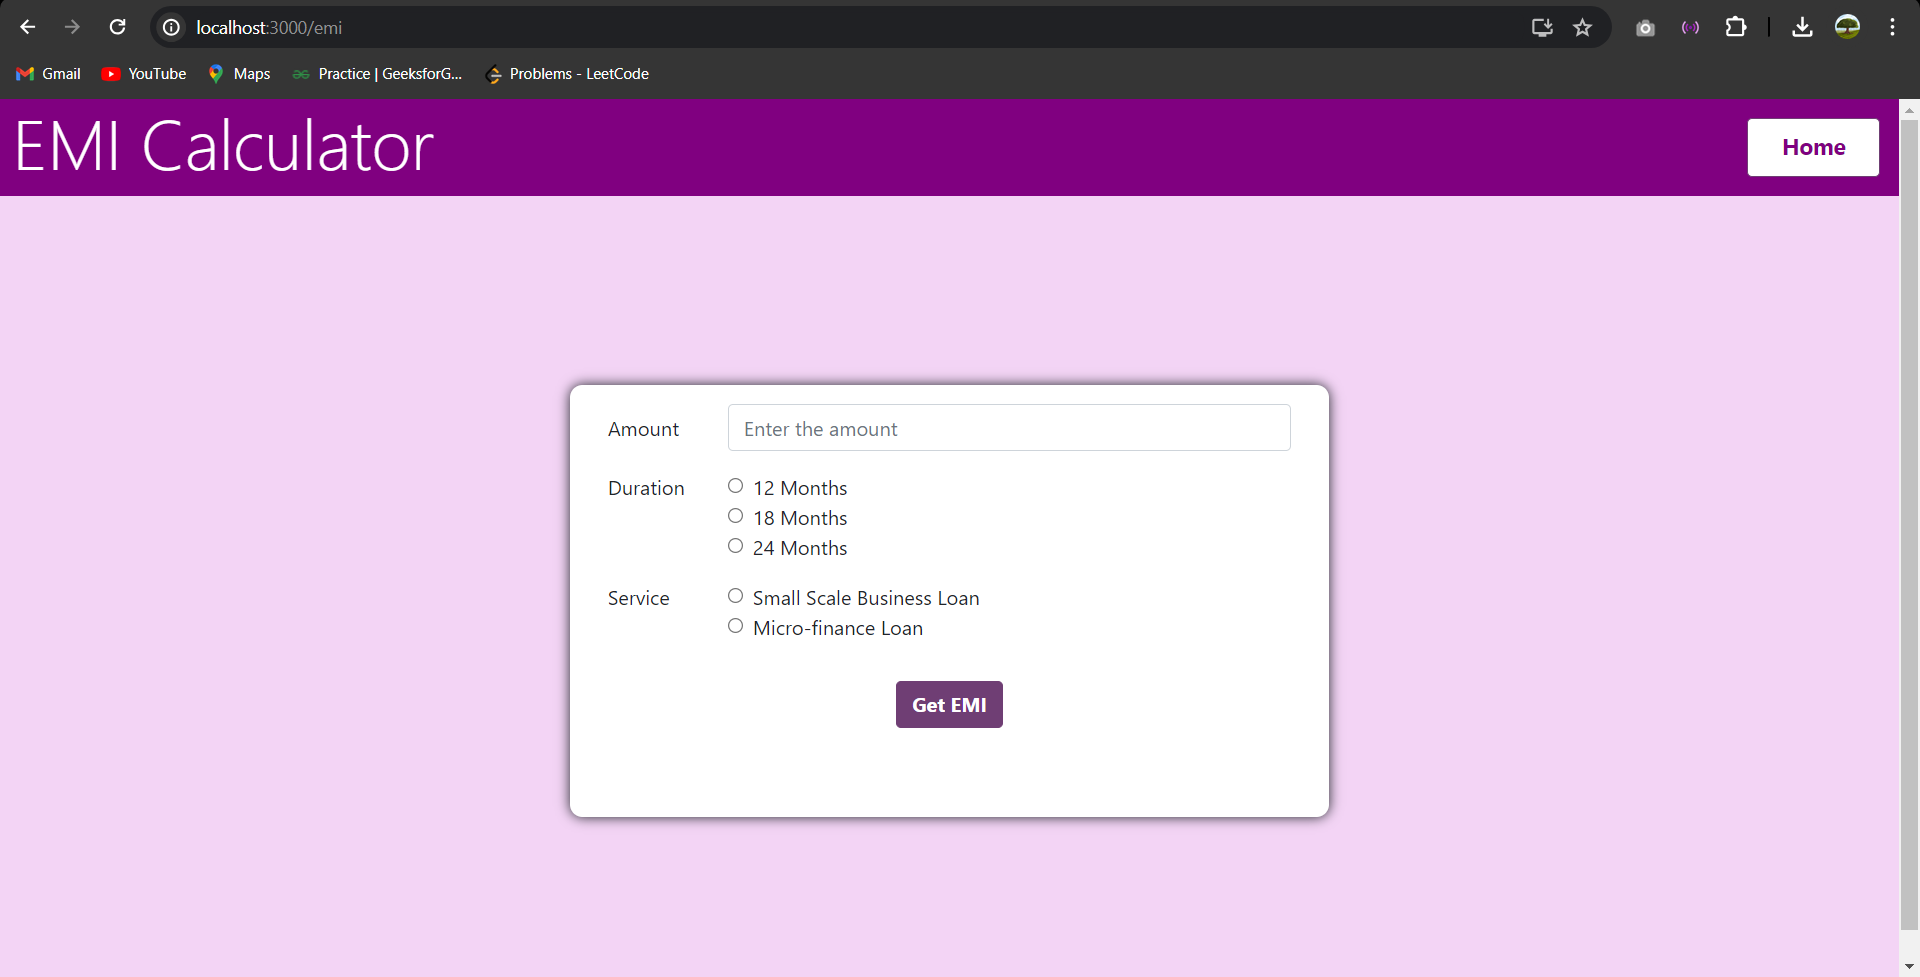 localhost:3000/emi
Gmail YouTube Maps Practice | GeeksforG... Problems - LeetCode
EMI Calculator Home
Amount Enter the amount
Duration 12 Months
18 Months
24 Months
Service Small Scale Business Loan
Micro-finance Loan
Get EMI